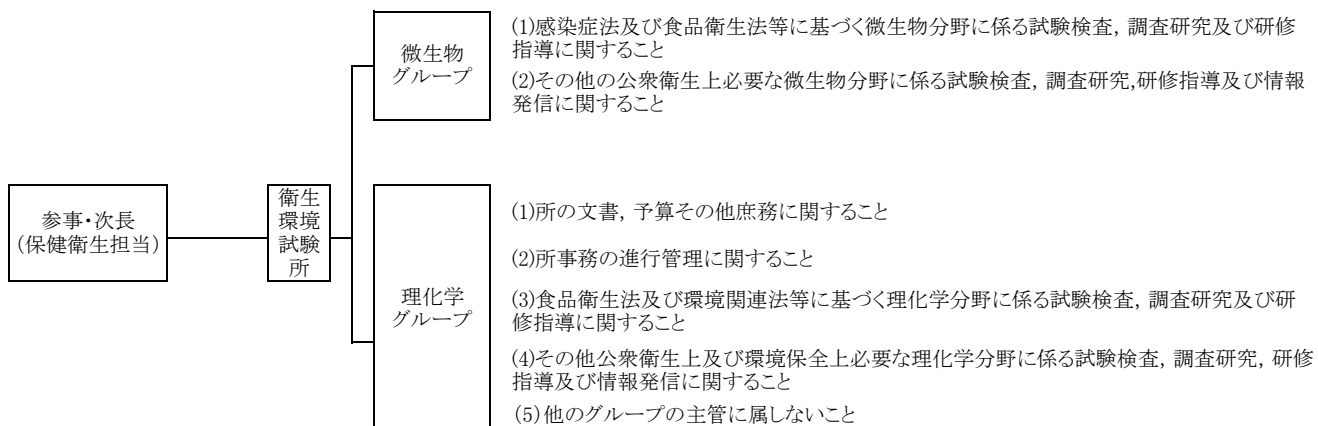 参事・次長
（保健衛生担当）
衛生
環境
試験
所
微生物
グループ
(1)感染症法及び食品衛生法等に基づく微生物分野に係る試験検査, 調査研究及び研修
指導に関すること
(2)その他の公衆衛生上必要な微生物分野に係る試験検査, 調査研究,研修指導及び情報
発信に関すること
理化学
グループ
(1)所の文書, 予算その他庶務に関すること
(2)所事務の進行管理に関すること
(3)食品衛生法及び環境関連法等に基づく理化学分野に係る試験検査, 調査研究及び研
修指導に関すること
(4)その他公衆衛生上及び環境保全上必要な理化学分野に係る試験検査, 調査研究, 研修
指導及び情報発信に関すること
(5)他のグループの主管に属しないこと